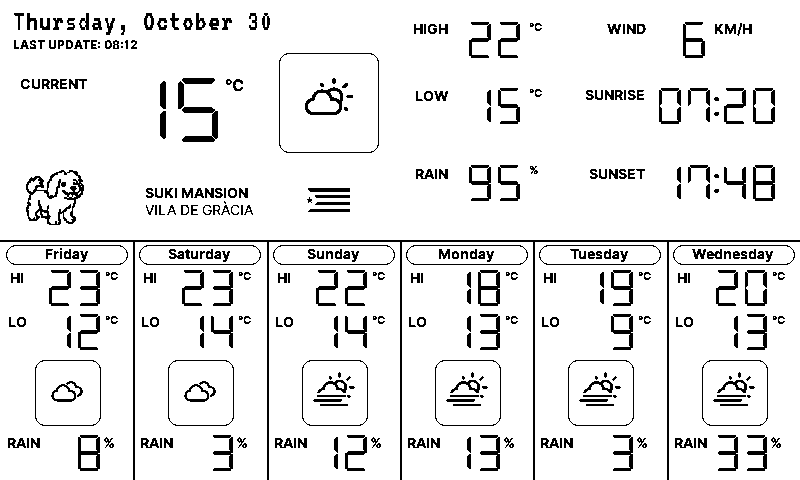 Thursday, October 30
LAST UPDATE: 08:12
CURRENT 15 °C
SUKI MANSION
VILA DE GRÀCIA
HIGH 22 °C
LOW 15 °C
RAIN 95 %
WIND 6 KM/H
SUNRISE 07:20
SUNSET 17:48
Friday
HI 23 °C
LO 12 °C
RAIN 8 %
Saturday
HI 23 °C
LO 14 °C
RAIN 3 %
Sunday
HI 22 °C
LO 14 °C
RAIN 12 %
Monday
HI 18 °C
LO 13 °C
RAIN 13 %
Tuesday
HI 19 °C
LO 9 °C
RAIN 3 %
Wednesday
HI 20 °C
LO 13 °C
RAIN 33 %